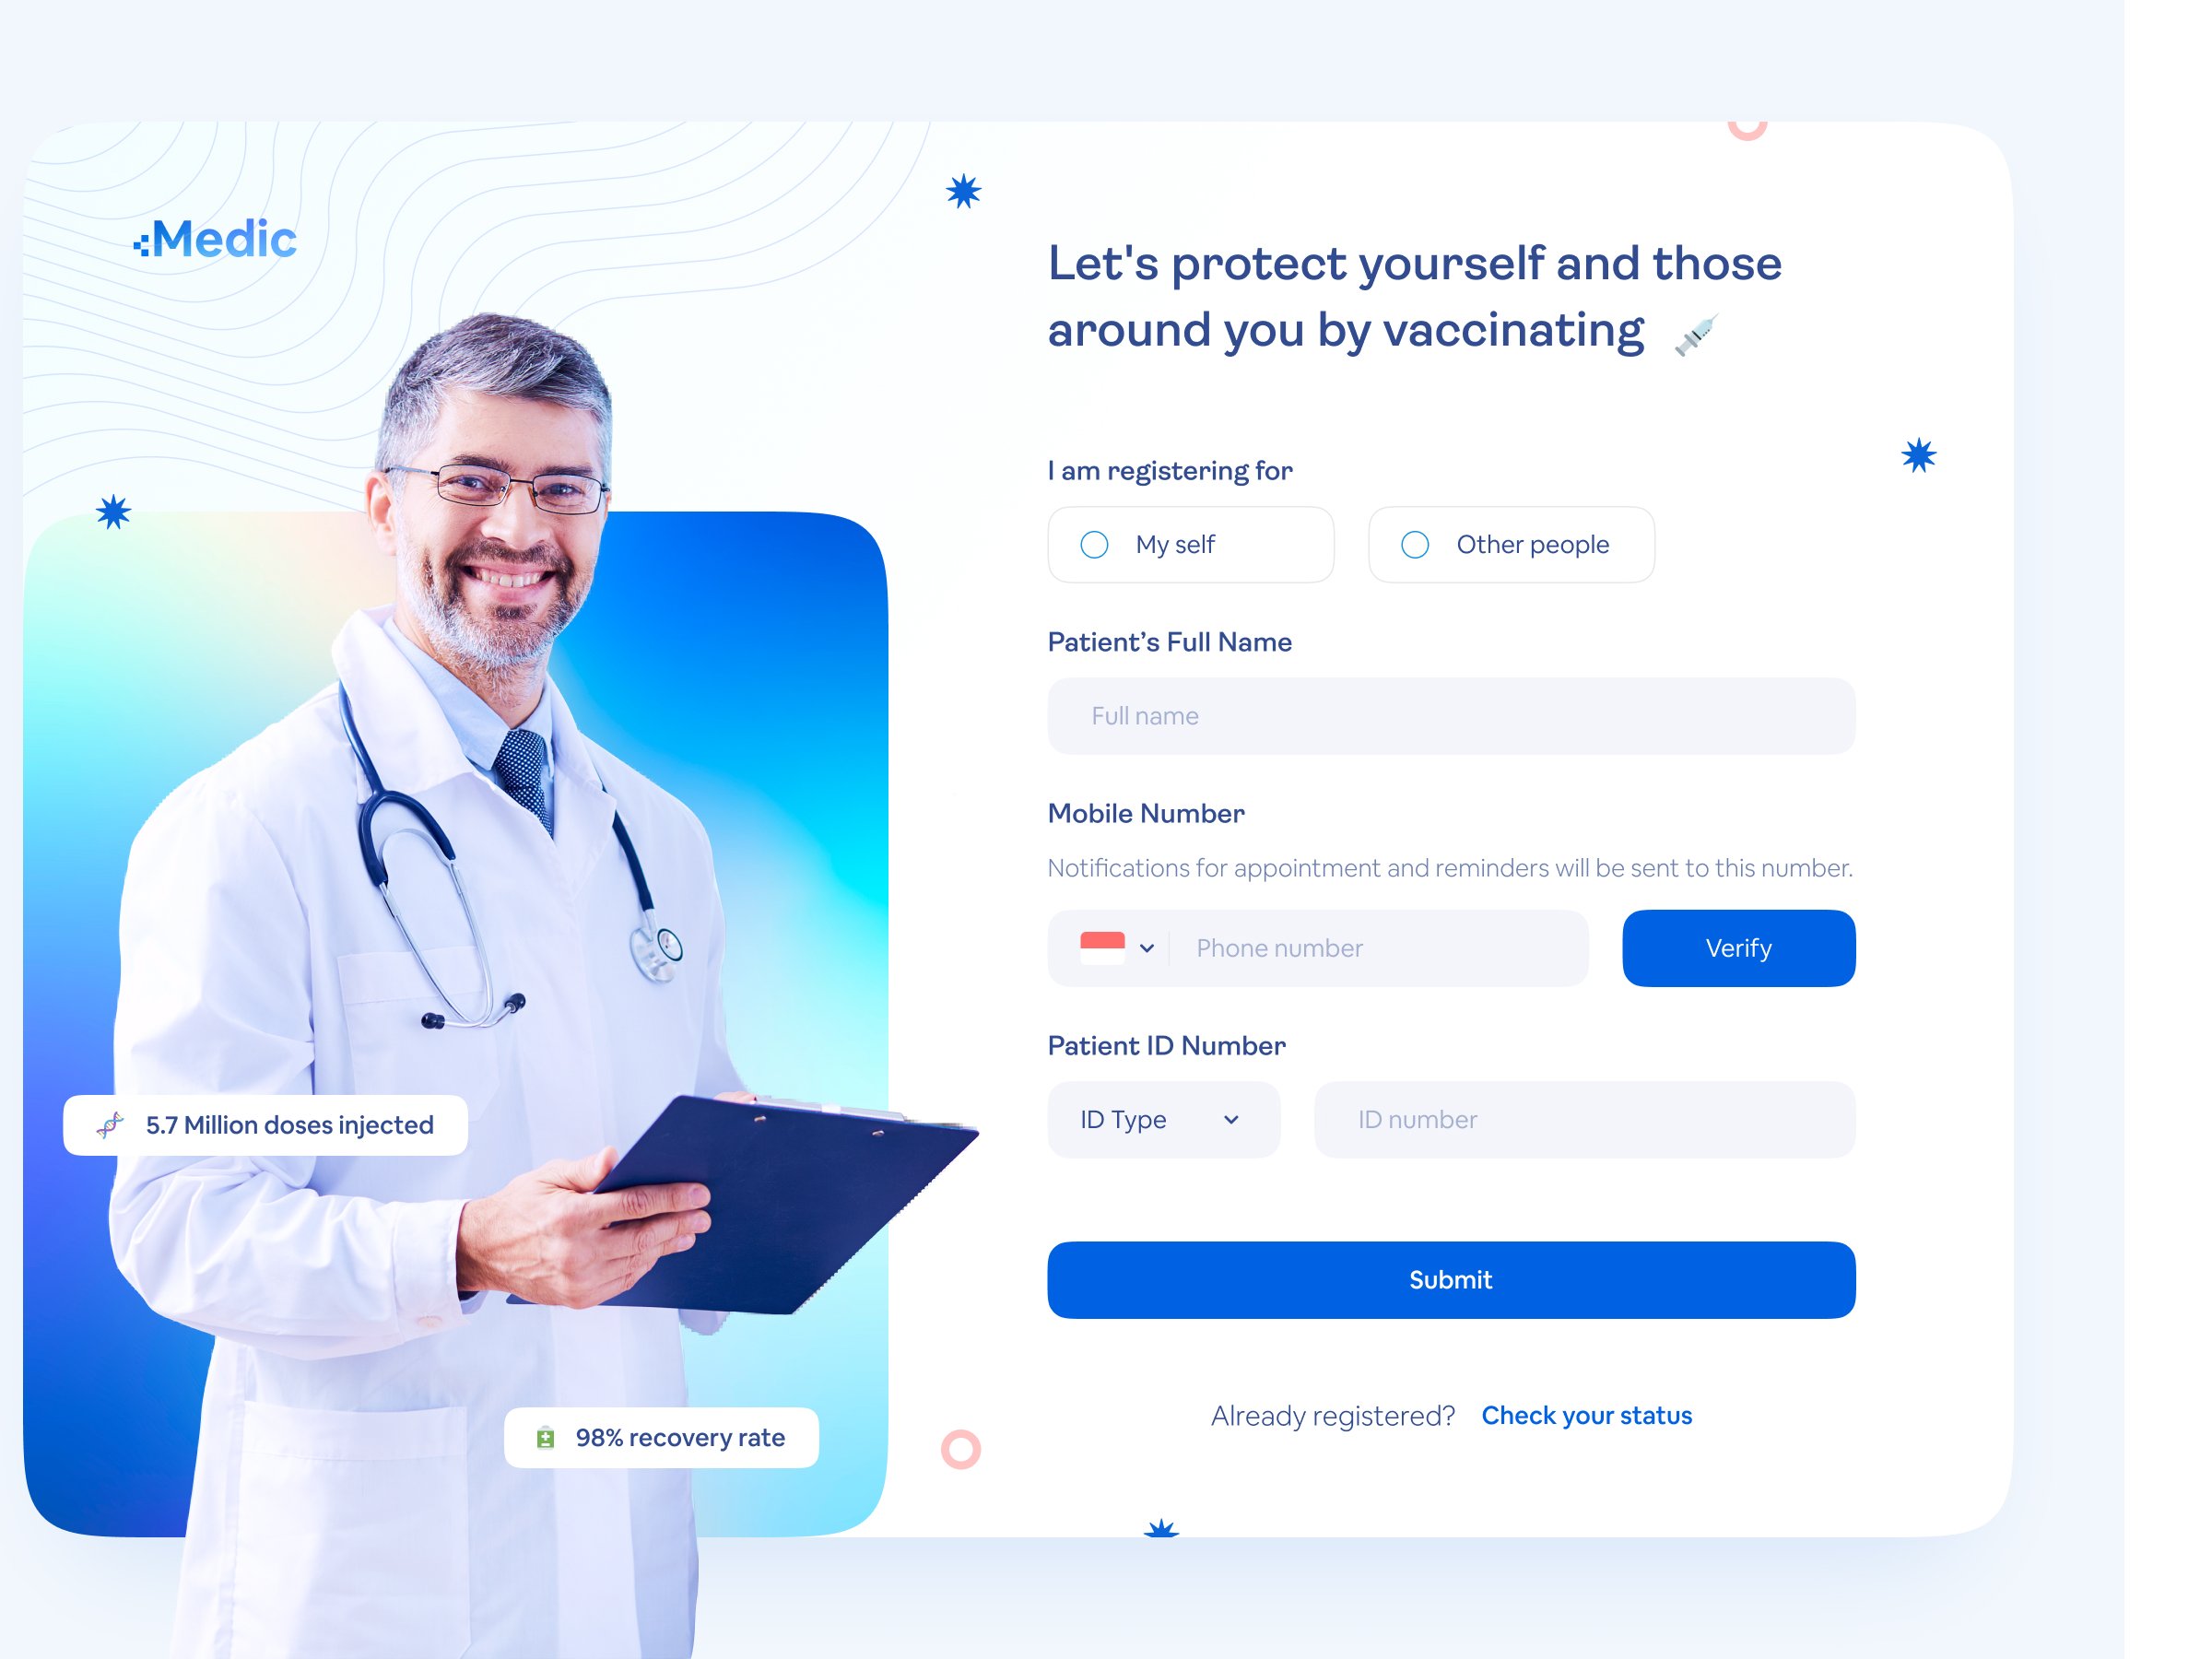 Medic
Let's protect yourself and those
around you by vaccinating
I am registering for
My self
Other people
Patient’s Full Name
Full name
Mobile Number
Notifications for appointment and reminders will be sent to this number.
Phone number
Verify
Patient ID Number
ID Type
ID number
Submit
Already registered? Check your status
5.7 Million doses injected
98% recovery rate